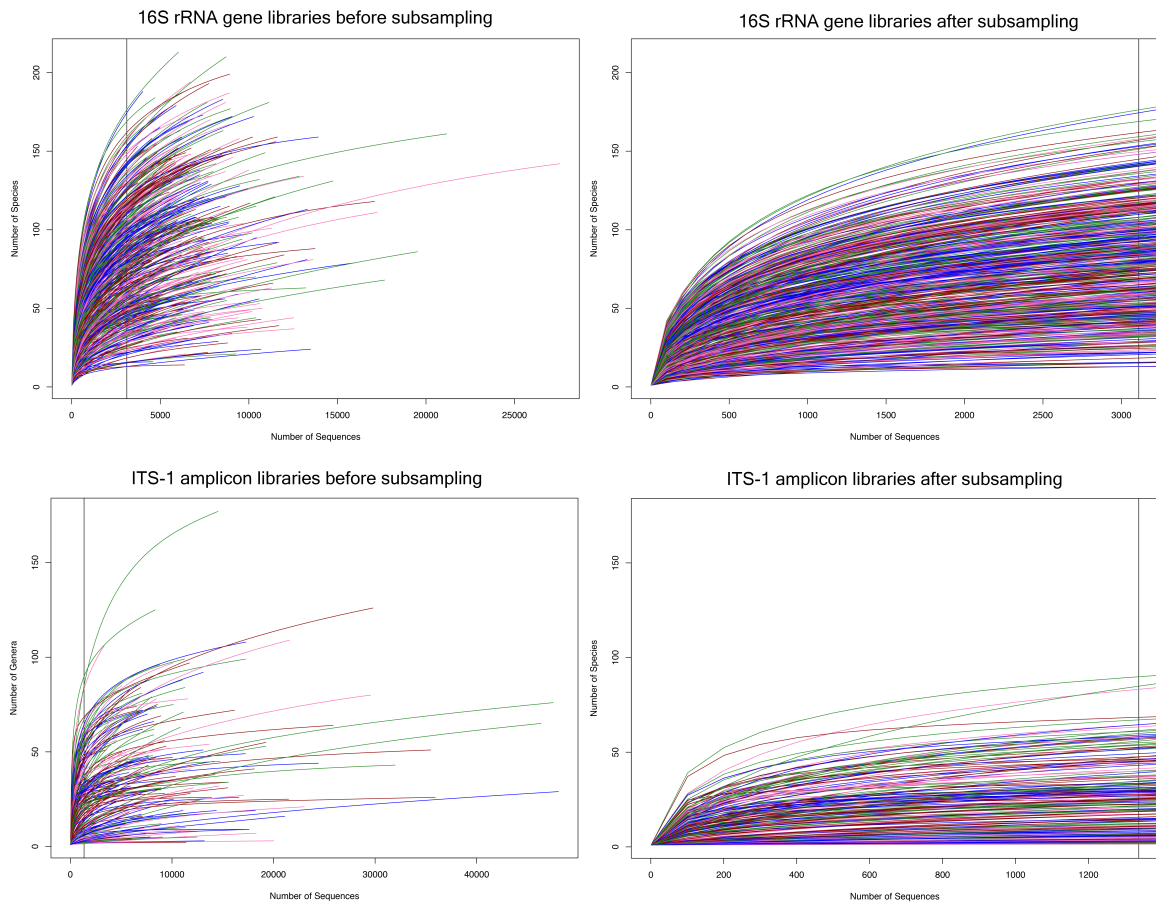 16S rRNA gene libraries before subsampling
Number of Species
200
150
100
50
0
0 5000 10000 15000 20000 25000
Number of Sequences
16S rRNA gene libraries after subsampling
Number of Species
200
150
100
50
0
0 500 1000 1500 2000 2500 3000
Number of Sequences
ITS-1 amplicon libraries before subsampling
Number of Genera
150
100
50
0
0 10000 20000 30000 40000
Number of Sequences
ITS-1 amplicon libraries after subsampling
Number of Species
150
100
50
0
0 200 400 600 800 1000 1200
Number of Sequences